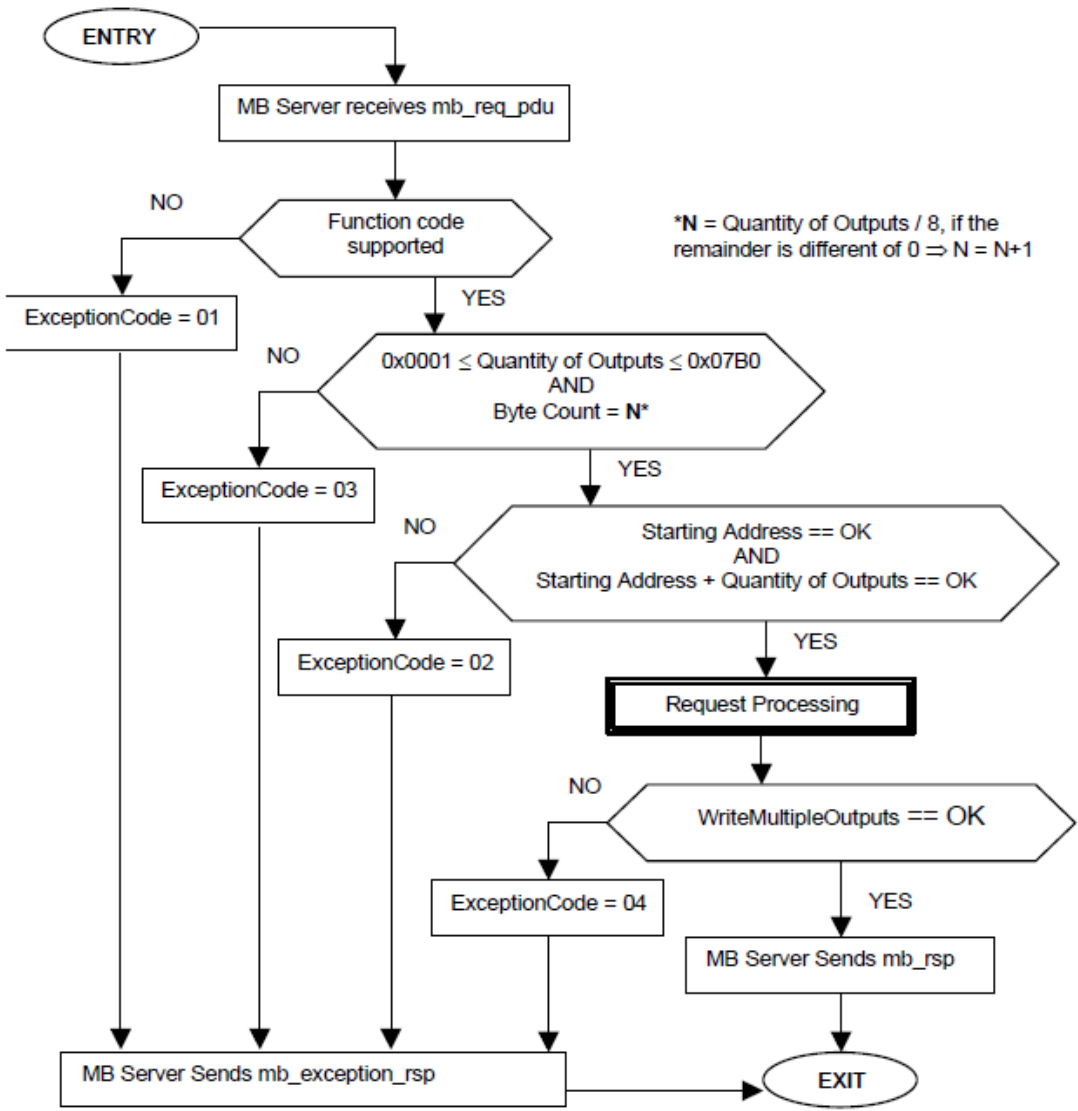 ENTRY
MB Server receives mb_req_pdu
NO
Function code
supported
*N = Quantity of Outputs / 8, if the
remainder is different of 0 ⇒ N = N+1
YES
ExceptionCode = 01
NO
0x0001 ≤ Quantity of Outputs ≤ 0x07B0
AND
Byte Count = N*
YES
ExceptionCode = 03
NO
Starting Address == OK
AND
Starting Address + Quantity of Outputs == OK
YES
ExceptionCode = 02
Request Processing
NO
WriteMultipleOutputs == OK
YES
ExceptionCode = 04
MB Server Sends mb_rsp
MB Server Sends mb_exception_rsp
EXIT